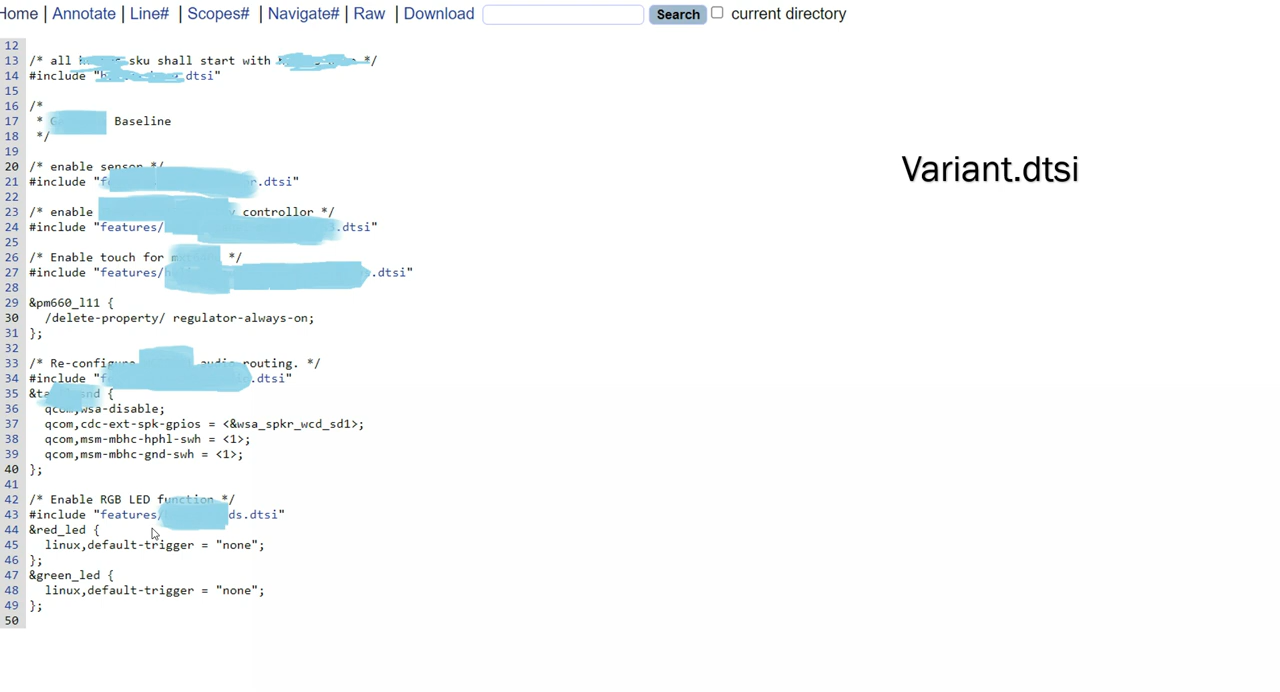 Home | Annotate | Line# | Scopes# | Navigate# | Raw | Download Search current directory
Variant.dtsi
12
13 /* all sku shall start with */
14 #include " .dtsi"
15
16 /*
17 * Baseline
18 */
19
20 /* enable sensor */
21 #include "f .dtsi"
22
23 /* enable controllor */
24 #include "features/ .dtsi"
25
26 /* Enable touch for */
27 #include "features/ .dtsi"
28
29 &pm660_l11 {
30 /delete-property/ regulator-always-on;
31 };
32
33 /* Re-configure audio routing. */
34 #include "f .dtsi"
35 &ta {
36 qcom,wsa-disable;
37 qcom,cdc-ext-spk-gpios = <&wsa_spkr_wcd_sd1>;
38 qcom,msm-mbhc-hphl-swh = <1>;
39 qcom,msm-mbhc-gnd-swh = <1>;
40 };
41
42 /* Enable RGB LED function */
43 #include "features/ ds.dtsi"
44 &red_led {
45 linux,default-trigger = "none";
46 };
47 &green_led {
48 linux,default-trigger = "none";
49 };
50